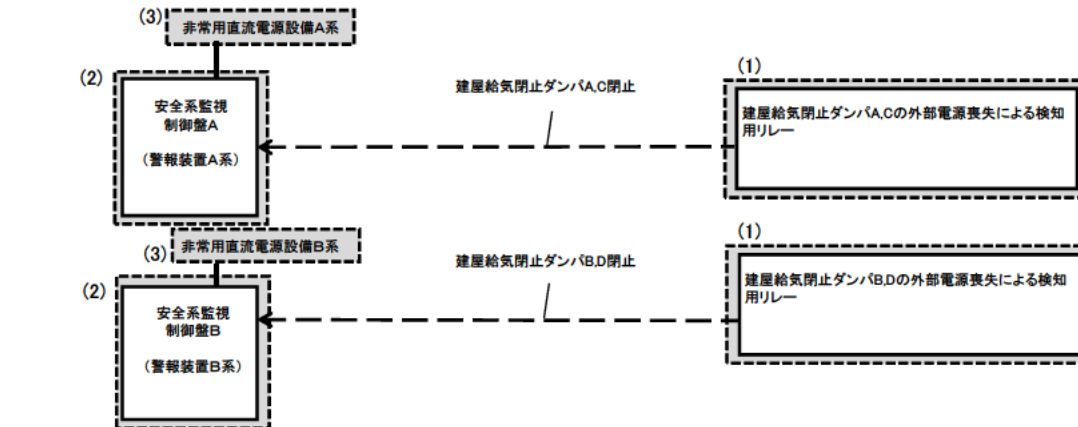 (3)
非常用直流電源設備A系
(2)
安全系監視
制御盤A
(警報装置A系)
建屋給気閉止ダンパA,C閉止
(1)
建屋給気閉止ダンパA,Cの外部電源喪失による検知
用リレー
(3)
非常用直流電源設備B系
(2)
安全系監視
制御盤B
(警報装置B系)
建屋給気閉止ダンパB,D閉止
(1)
建屋給気閉止ダンパB,Dの外部電源喪失による検知
用リレー